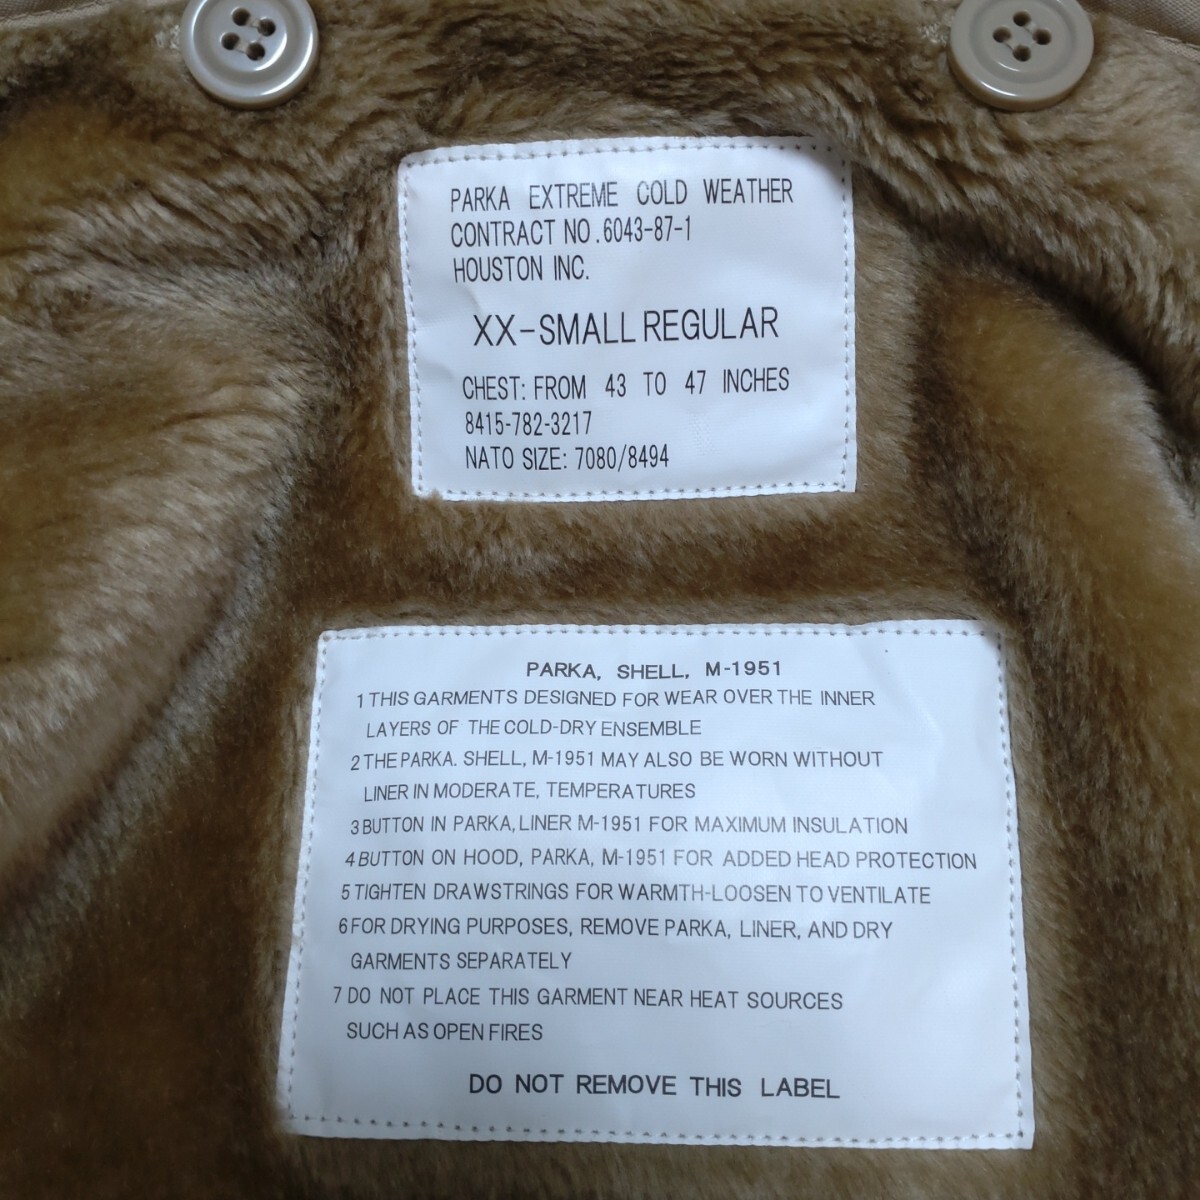 PARKA EXTREME COLD WEATHER
CONTRACT NO.6043-87-1
HOUSTON INC.
XX-SMALL REGULAR
CHEST: FROM 43 TO 47 INCHES
8415-782-3217
NATO SIZE: 7080/8494
PARKA, SHELL, M-1951
1 THIS GARMENTS DESIGNED FOR WEAR OVER THE INNER
LAYERS OF THE COLD-DRY ENSEMBLE
2 THE PARKA. SHELL, M-1951 MAY ALSO BE WORN WITHOUT
LINER IN MODERATE, TEMPERATURES
3 BUTTON IN PARKA, LINER M-1951 FOR MAXIMUM INSULATION
4 BUTTON ON HOOD, PARKA, M-1951 FOR ADDED HEAD PROTECTION
5 TIGHTEN DRAWSTRINGS FOR WARMTH-LOOSEN TO VENTILATE
6 FOR DRYING PURPOSES, REMOVE PARKA, LINER, AND DRY
GARMENTS SEPARATELY
7 DO NOT PLACE THIS GARMENT NEAR HEAT SOURCES
SUCH AS OPEN FIRES
DO NOT REMOVE THIS LABEL